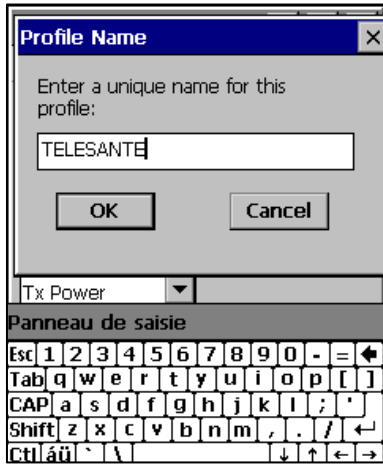 Profile Name
Enter a unique name for this
profile:
TELESANTE
OK Cancel
Tx Power
Panneau de saisie
Esc 1 2 3 4 5 6 7 8 9 0 - = 🡄
Tab q w e r t y u i o p [ ]
CAP a s d f g h j k l ; '
Shift z x c v b n m , . / ↵
Ctl áü ` \ ↓ ↑ ← →